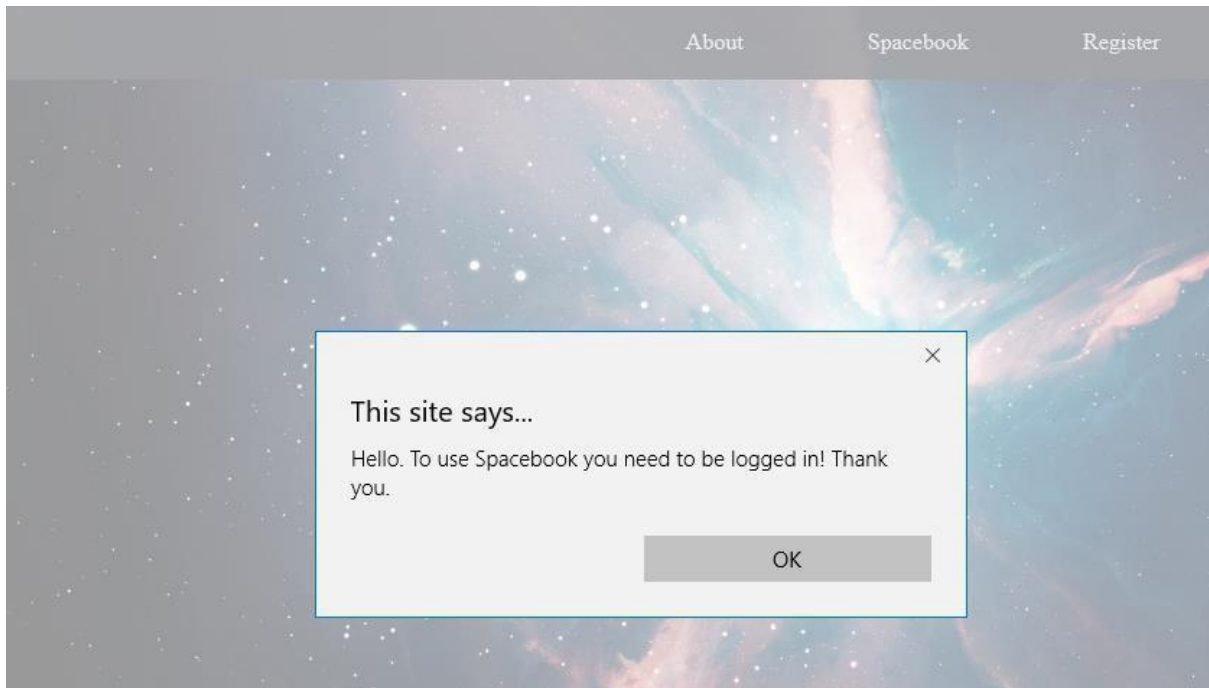 About Spacebook Register
This site says...
Hello. To use Spacebook you need to be logged in! Thank
you.
OK